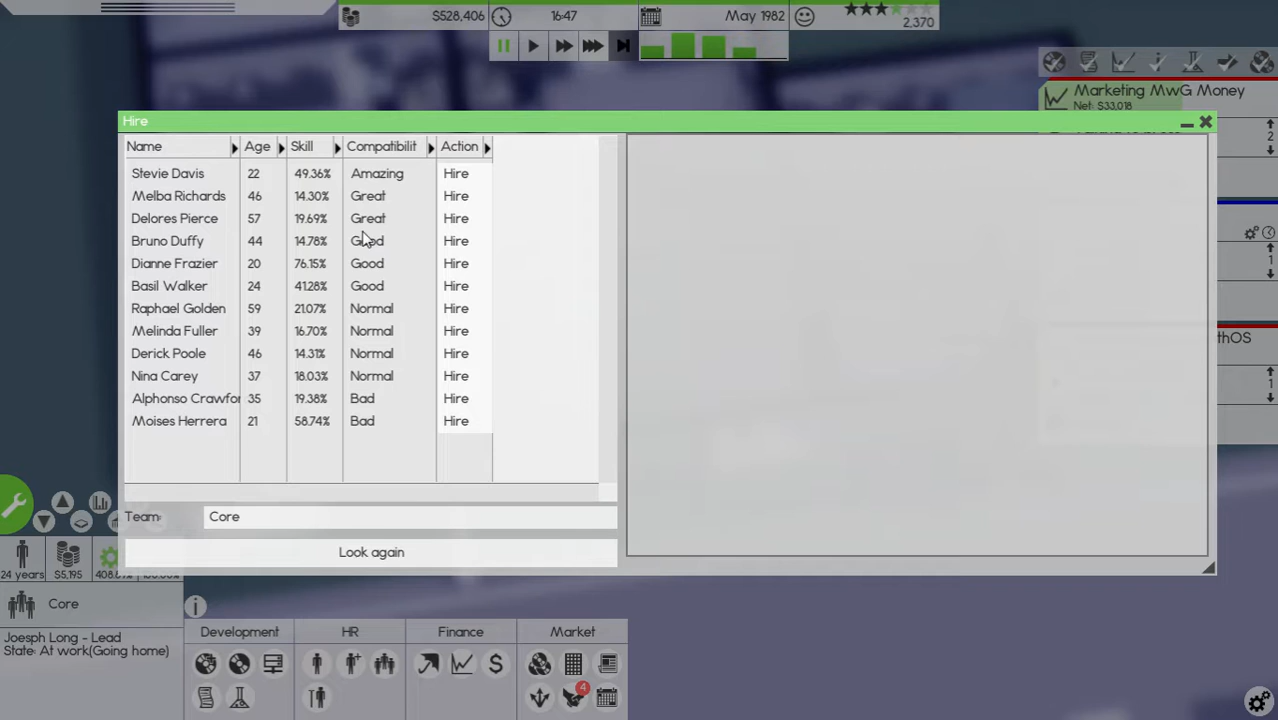 $528,406
16:47
May 1982
2,370
Marketing MwG Money
Net: $33,018
2
Hire
Name Age Skill Compatibilit Action
Stevie Davis 22 49.36% Amazing Hire
Melba Richards 46 14.30% Great Hire
Delores Pierce 57 19.69% Great Hire
Bruno Duffy 44 14.78% Good Hire
Dianne Frazier 20 76.15% Good Hire
Basil Walker 24 41.28% Good Hire
Raphael Golden 59 21.07% Normal Hire
Melinda Fuller 39 16.70% Normal Hire
Derick Poole 46 14.31% Normal Hire
Nina Carey 37 18.03% Normal Hire
Alphonso Crawfor 35 19.38% Bad Hire
Moises Herrera 21 58.74% Bad Hire
1
thOS
1
Team:
Core
Look again
24 years
$5,195
Core
Joesph Long - Lead
State: At work(Going home)
Development HR Finance Market
4